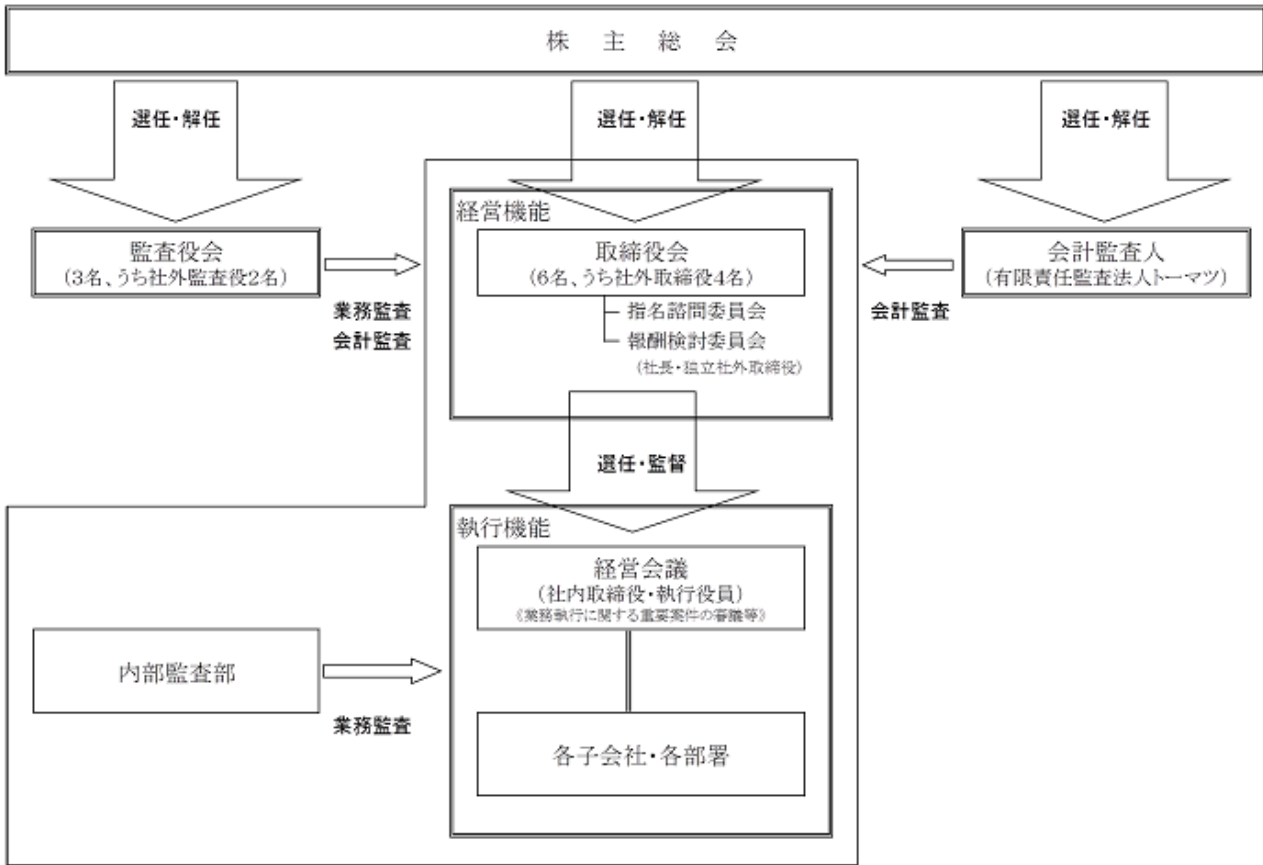 株 主 総 会
選任・解任
選任・解任
選任・解任
監査役会
(3名、うち社外監査役2名)
業務監査
会計監査
経営機能
取締役会
(6名、うち社外取締役4名)
指名諮問委員会
報酬検討委員会
(社長・独立社外取締役)
会計監査人
(有限責任監査法人トーマツ)
会計監査
選任・監督
執行機能
経営会議
(社内取締役・執行役員)
《業務執行に関する重要案件の審議等》
内部監査部
業務監査
各子会社・各部署